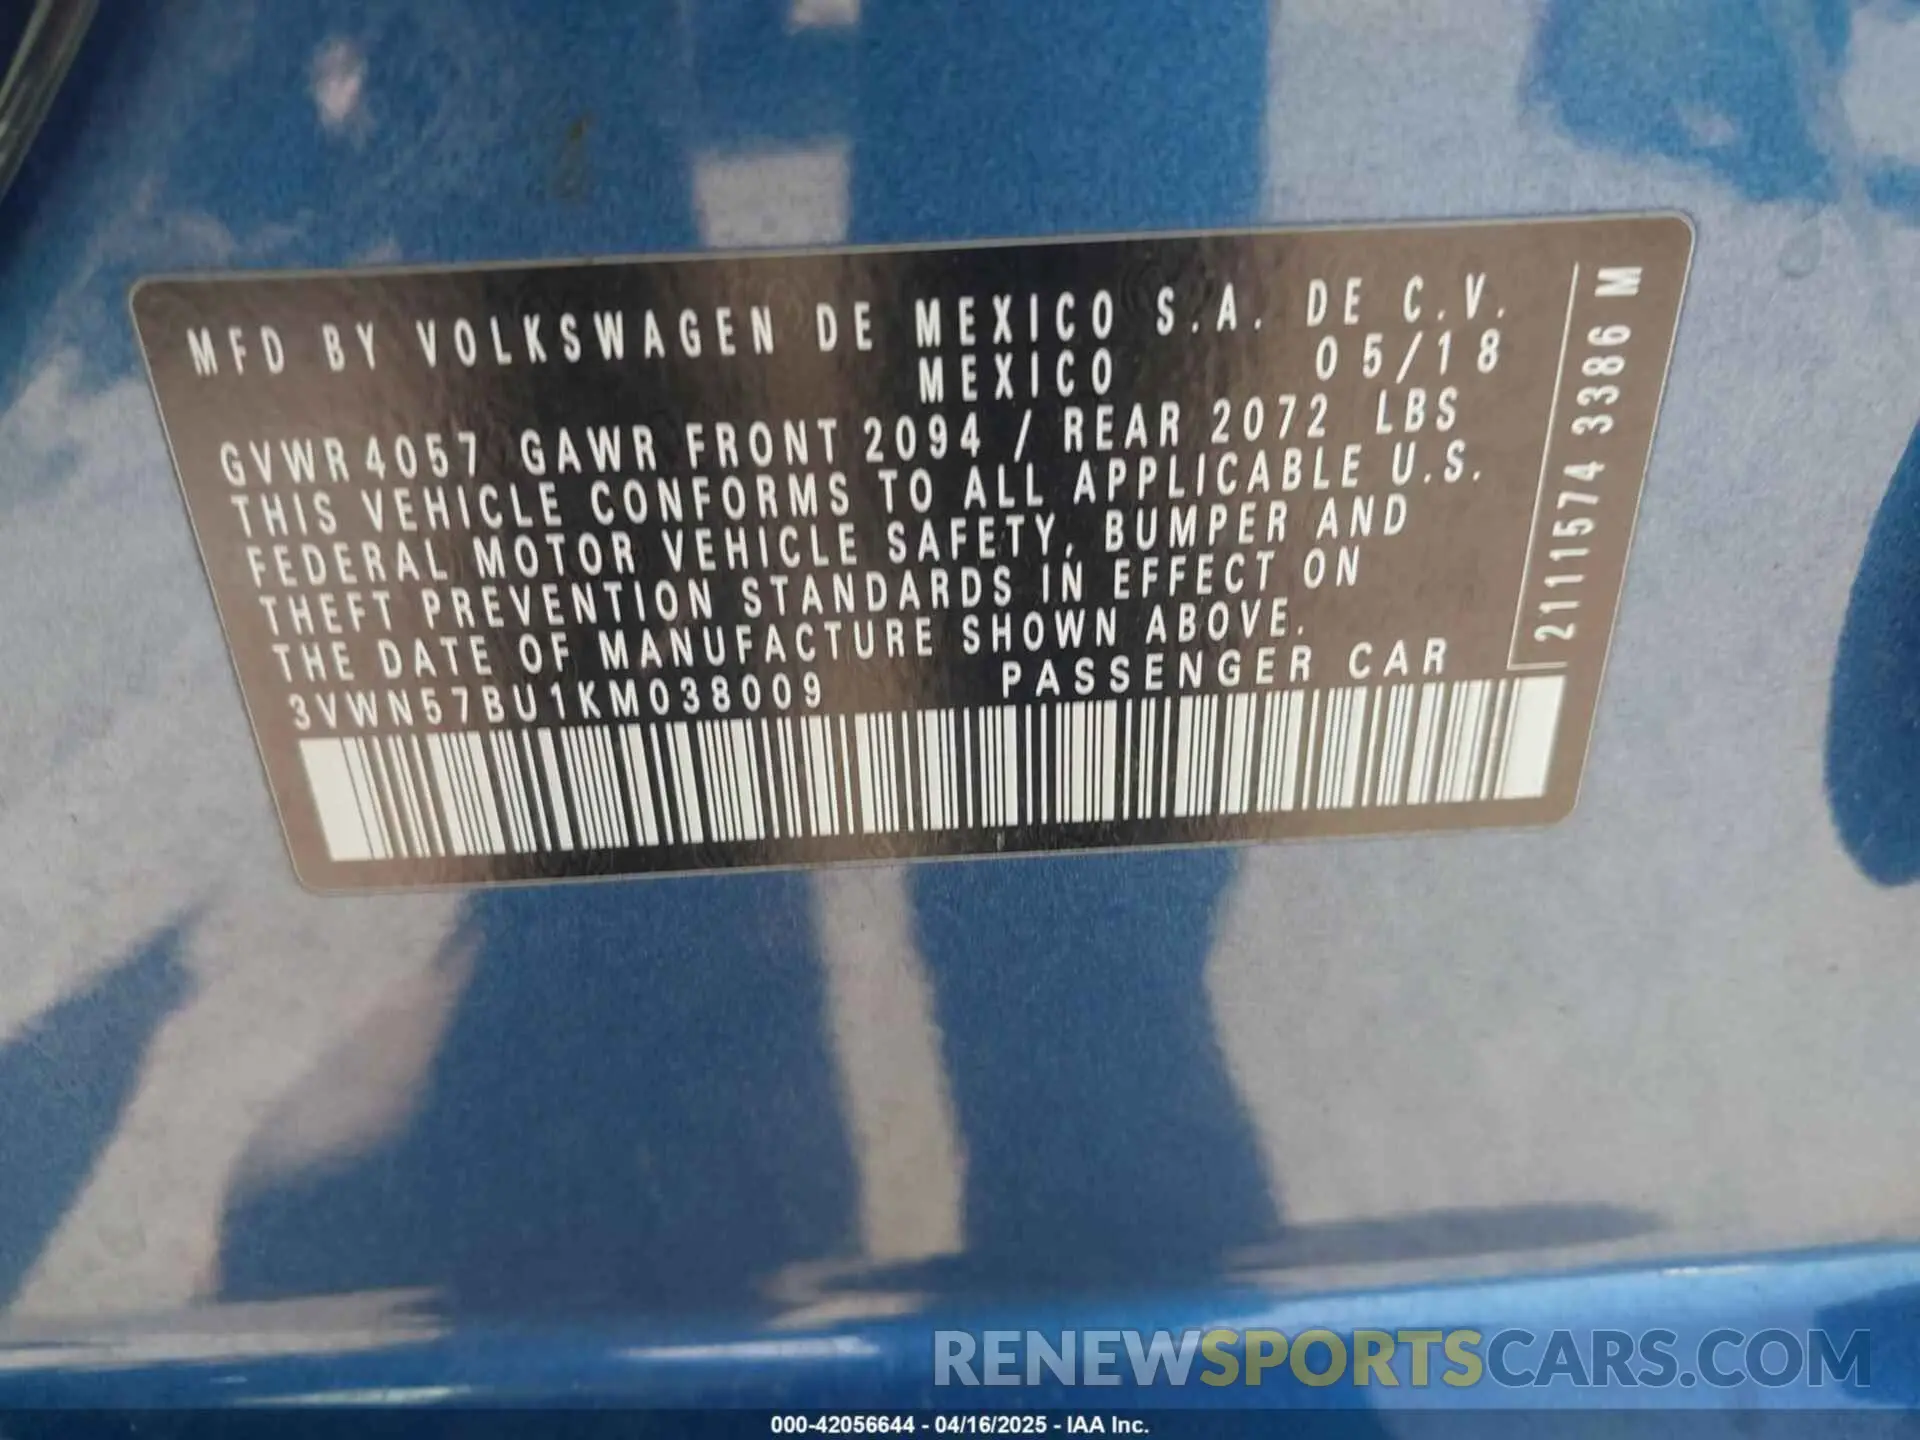 MFD BY VOLKSWAGEN DE MEXICO S.A. DE C.V.
MEXICO 05/18
GVWR 4057 GAWR FRONT 2094 / REAR 2072 LBS
THIS VEHICLE CONFORMS TO ALL APPLICABLE U.S.
FEDERAL MOTOR VEHICLE SAFETY, BUMPER AND
THEFT PREVENTION STANDARDS IN EFFECT ON
THE DATE OF MANUFACTURE SHOWN ABOVE.
3VWN57BU1KM038009 PASSENGER CAR
2111574 3386 M
RENEWSPORTSCARS.COM
000-42056644 - 04/16/2025 - IAA Inc.